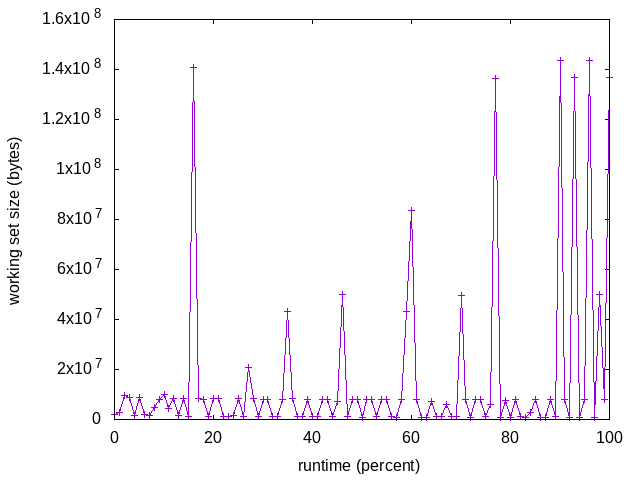 1.6x10 8
1.4x10 8
1.2x10 8
1x10 8
8x10 7
6x10 7
4x10 7
2x10 7
0
0 20 40 60 80 100
working set size (bytes)
runtime (percent)